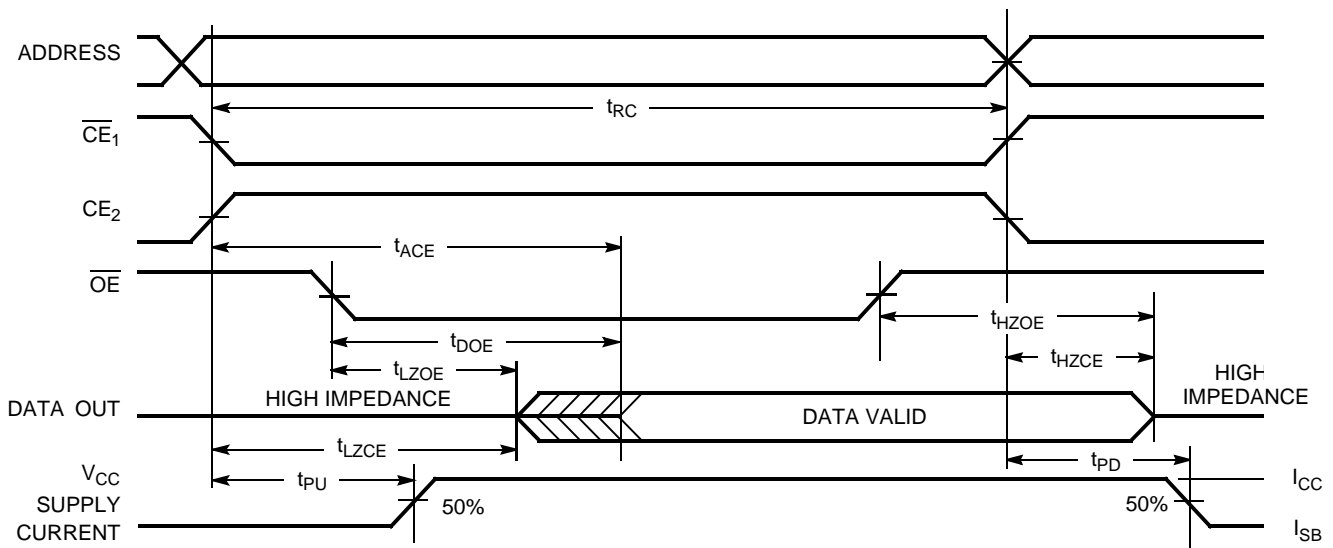 ADDRESS
tRC
CE1
CE2
tACE
OE
tHZOE
tDOE
tHZCE
tLZOE
HIGH IMPEDANCE
HIGH
IMPEDANCE
DATA OUT
DATA VALID
tLZCE
tPD
VCC
SUPPLY
CURRENT
tPU
50%
50%
ICC
ISB